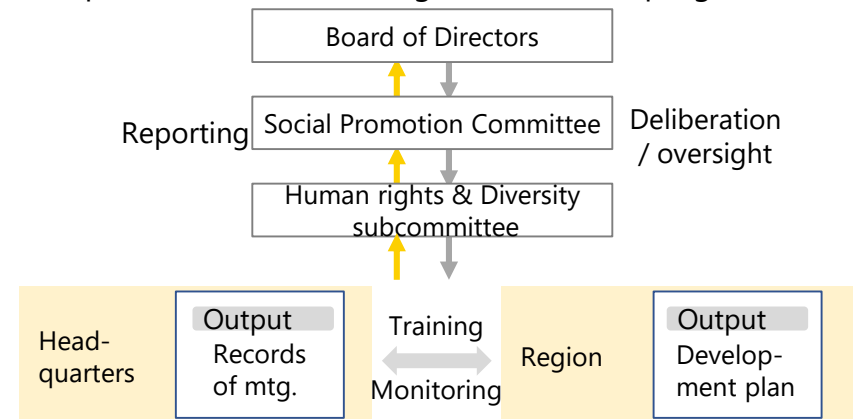 Board of Directors
Reporting
Social Promotion Committee
Deliberation
/ oversight
Human rights & Diversity
subcommittee
Head-
quarters
Output
Records
of mtg.
Training
Monitoring
Region
Output
Develop-
ment plan